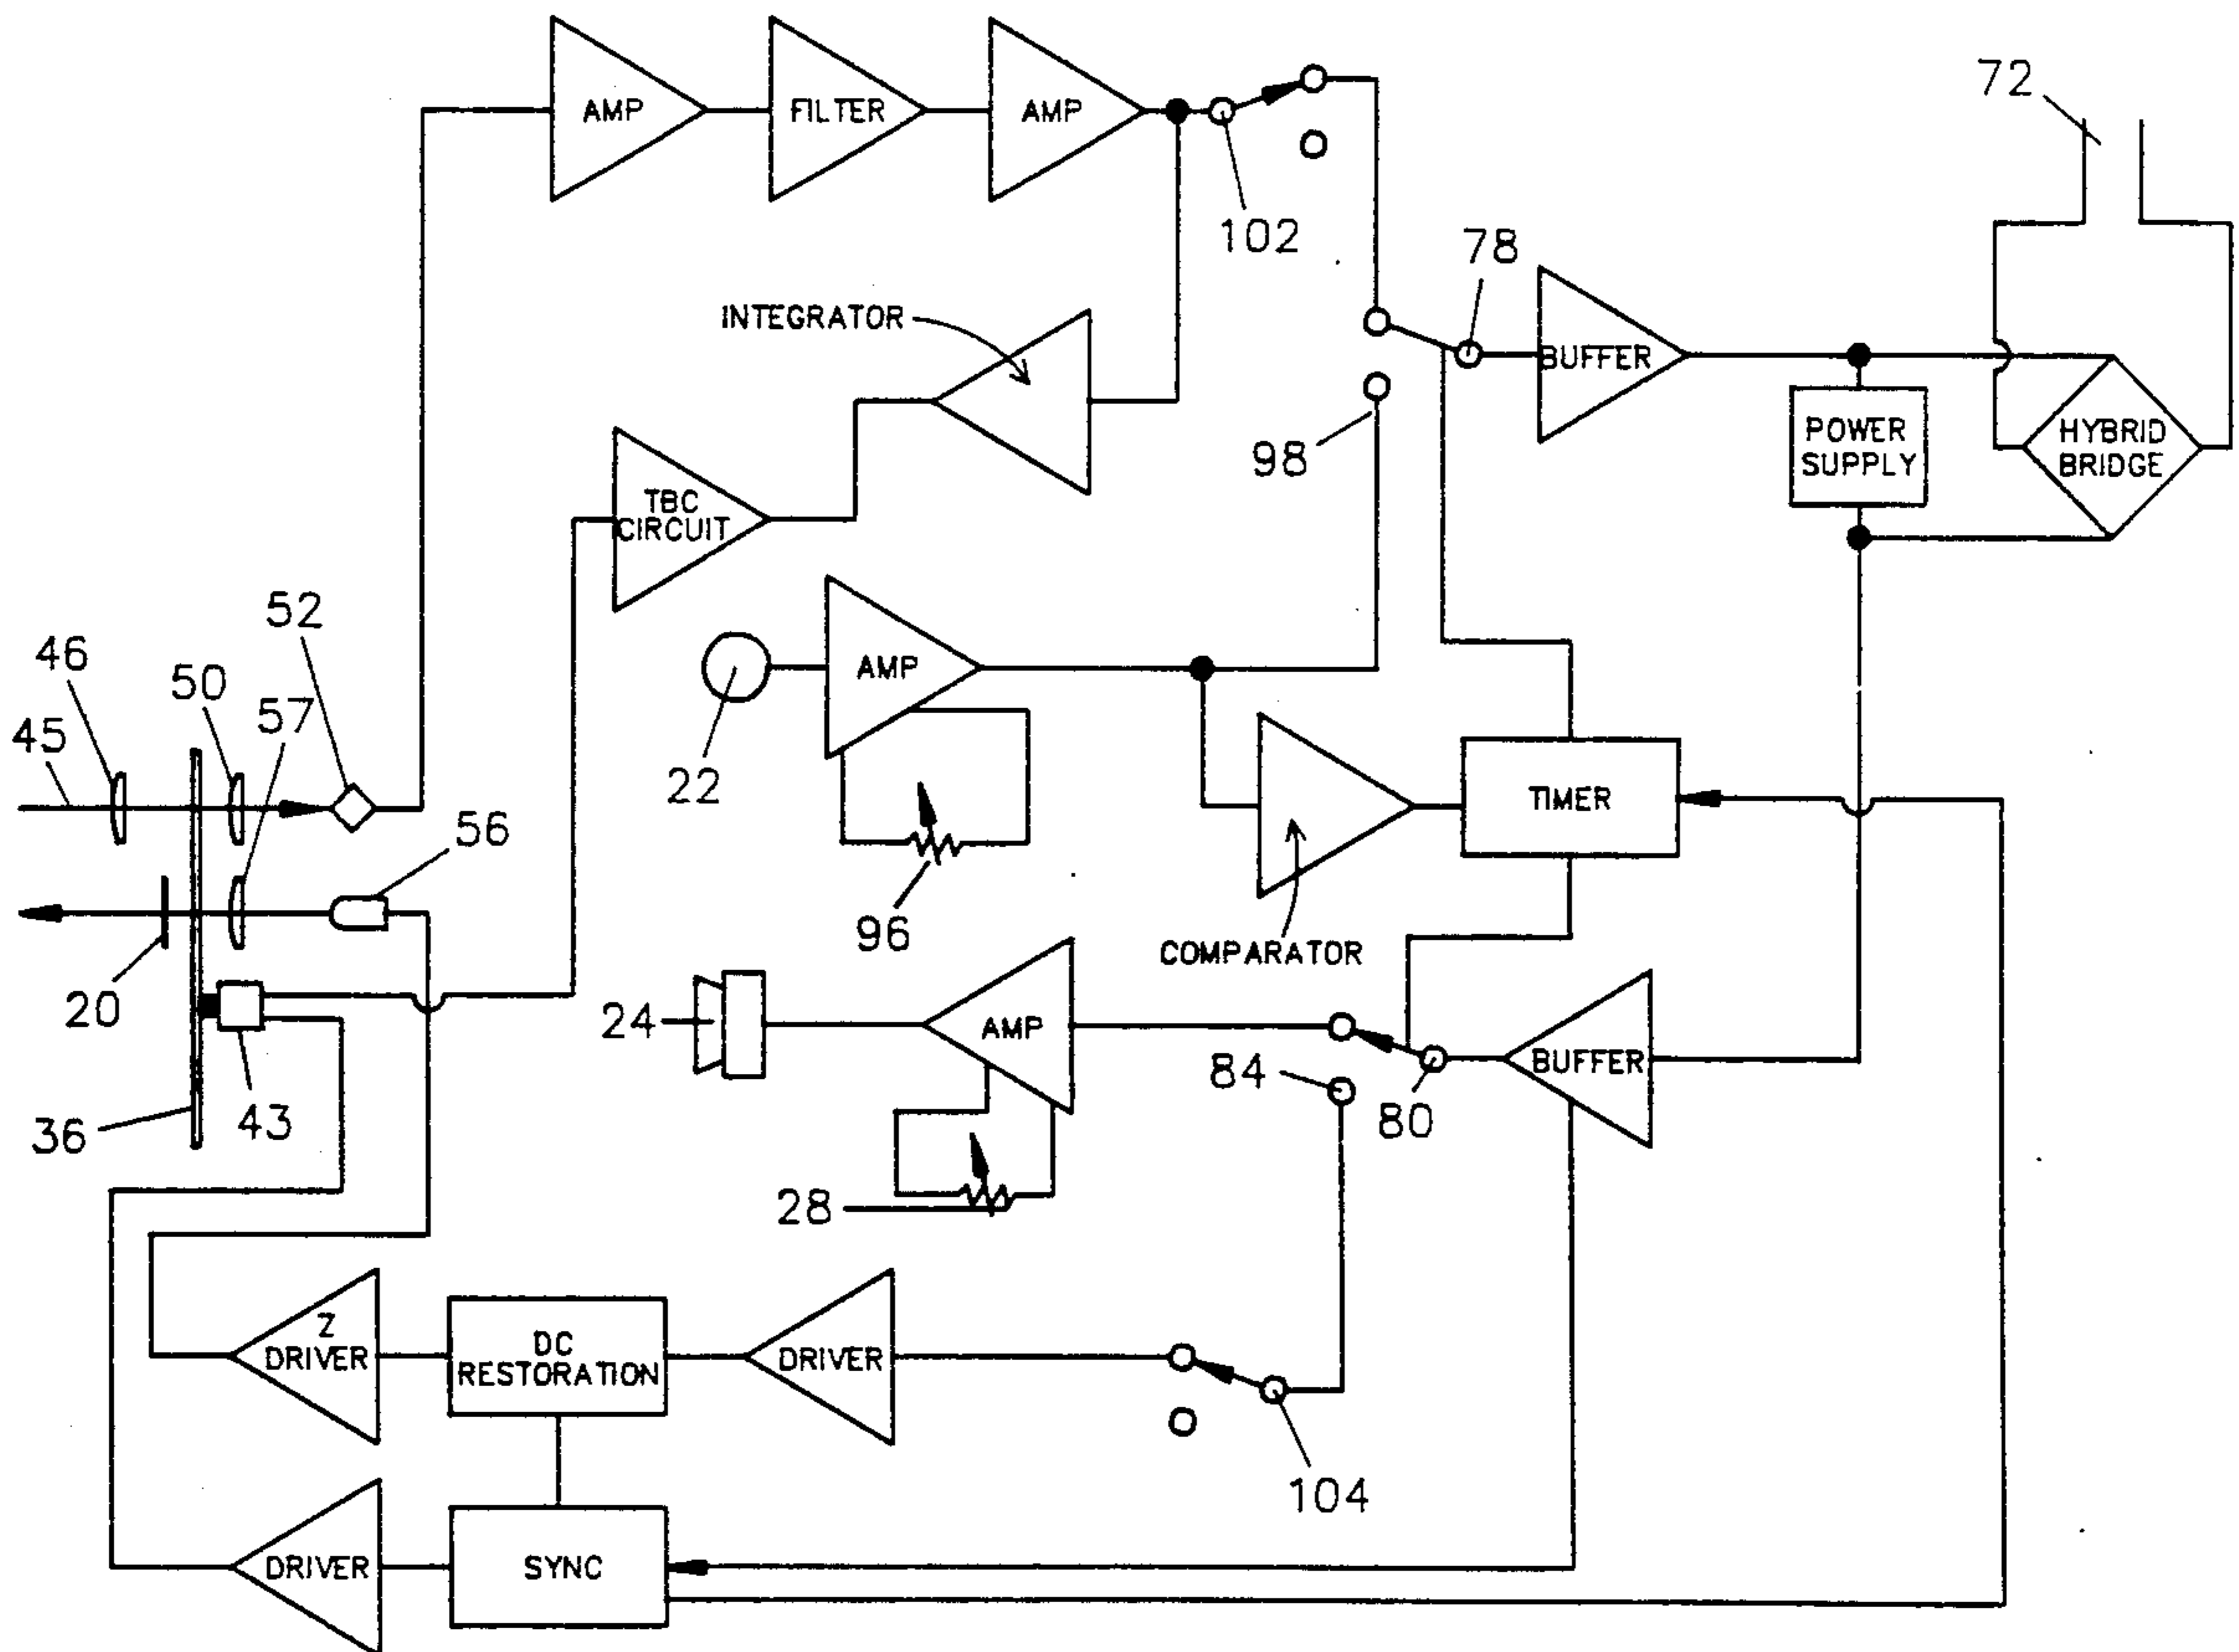 AMP
FILTER
AMP
72
102
78
INTEGRATOR
BUFFER
POWER
SUPPLY
HYBRID
BRIDGE
98
TBC
CIRCUIT
52
46
50
57
45
AMP
22
TIMER
56
96
COMPARATOR
20
24
AMP
84
BUFFER
80
36
43
28
Z
DRIVER
DC
RESTORATION
DRIVER
104
DRIVER
SYNC